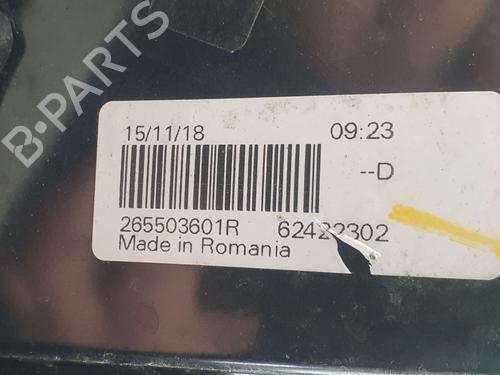 B-PARTS
15/11/18 09:23
--D
265503601R 62422302
Made in Romania